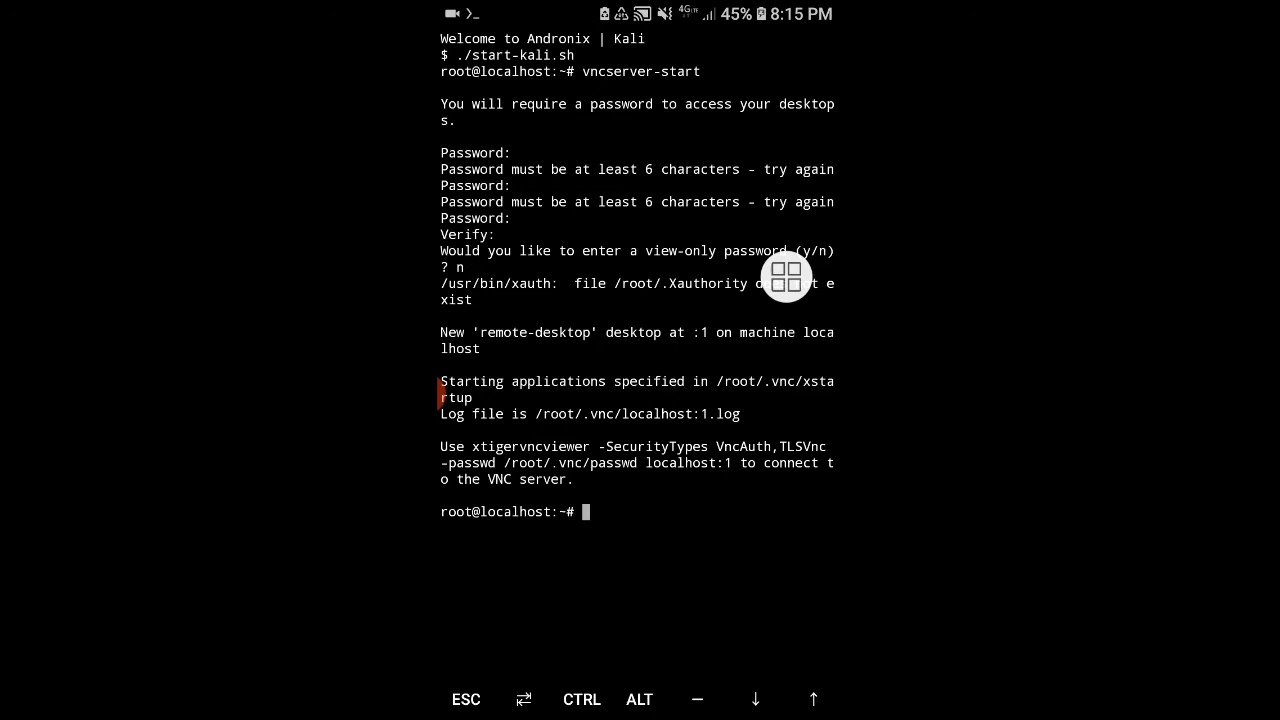 4G LTE 45% 8:15 PM
Welcome to Andronix | Kali
$ ./start-kali.sh
root@localhost:~# vncserver-start
You will require a password to access your desktop
s.
Password:
Password must be at least 6 characters - try again
Password:
Password must be at least 6 characters - try again
Password:
Verify:
Would you like to enter a view-only password (y/n)
? n
/usr/bin/xauth:  file /root/.Xauthority does not e
xist
New 'remote-desktop' desktop at :1 on machine loca
lhost
Starting applications specified in /root/.vnc/xsta
rtup
Log file is /root/.vnc/localhost:1.log
Use xtigervncviewer -SecurityTypes VncAuth,TLSVnc
-passwd /root/.vnc/passwd localhost:1 to connect t
o the VNC server.
root@localhost:~#
ESC CTRL ALT